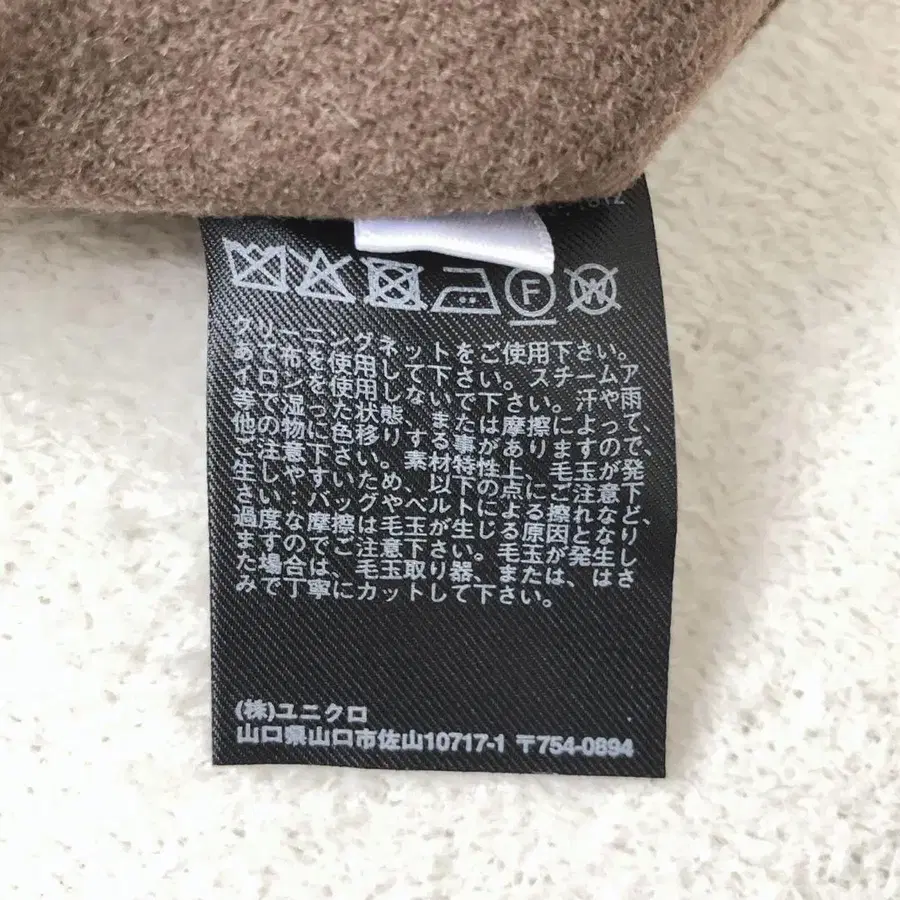 クリーニングネットをご使用下さい。
あて布を使用して下さい。スチームア
イロンを使用しないで下さい。汗や雨
等で湿った状態、または摩擦によって、
他の物に色移りする事がありますので、
ご注意下さい。素材特性上、毛玉が発
生しやすいため、以下の点にご注意下
さい。:バッグやベルトによる擦れなど、
過度な摩擦は毛玉が生じる原因となり
ますのでご注意下さい。毛玉が発生し
た場合は、毛玉取り器、または、はさ
みで丁寧にカットして下さい。
(株)ユニクロ
山口県山口市佐山10717-1 〒754-0894